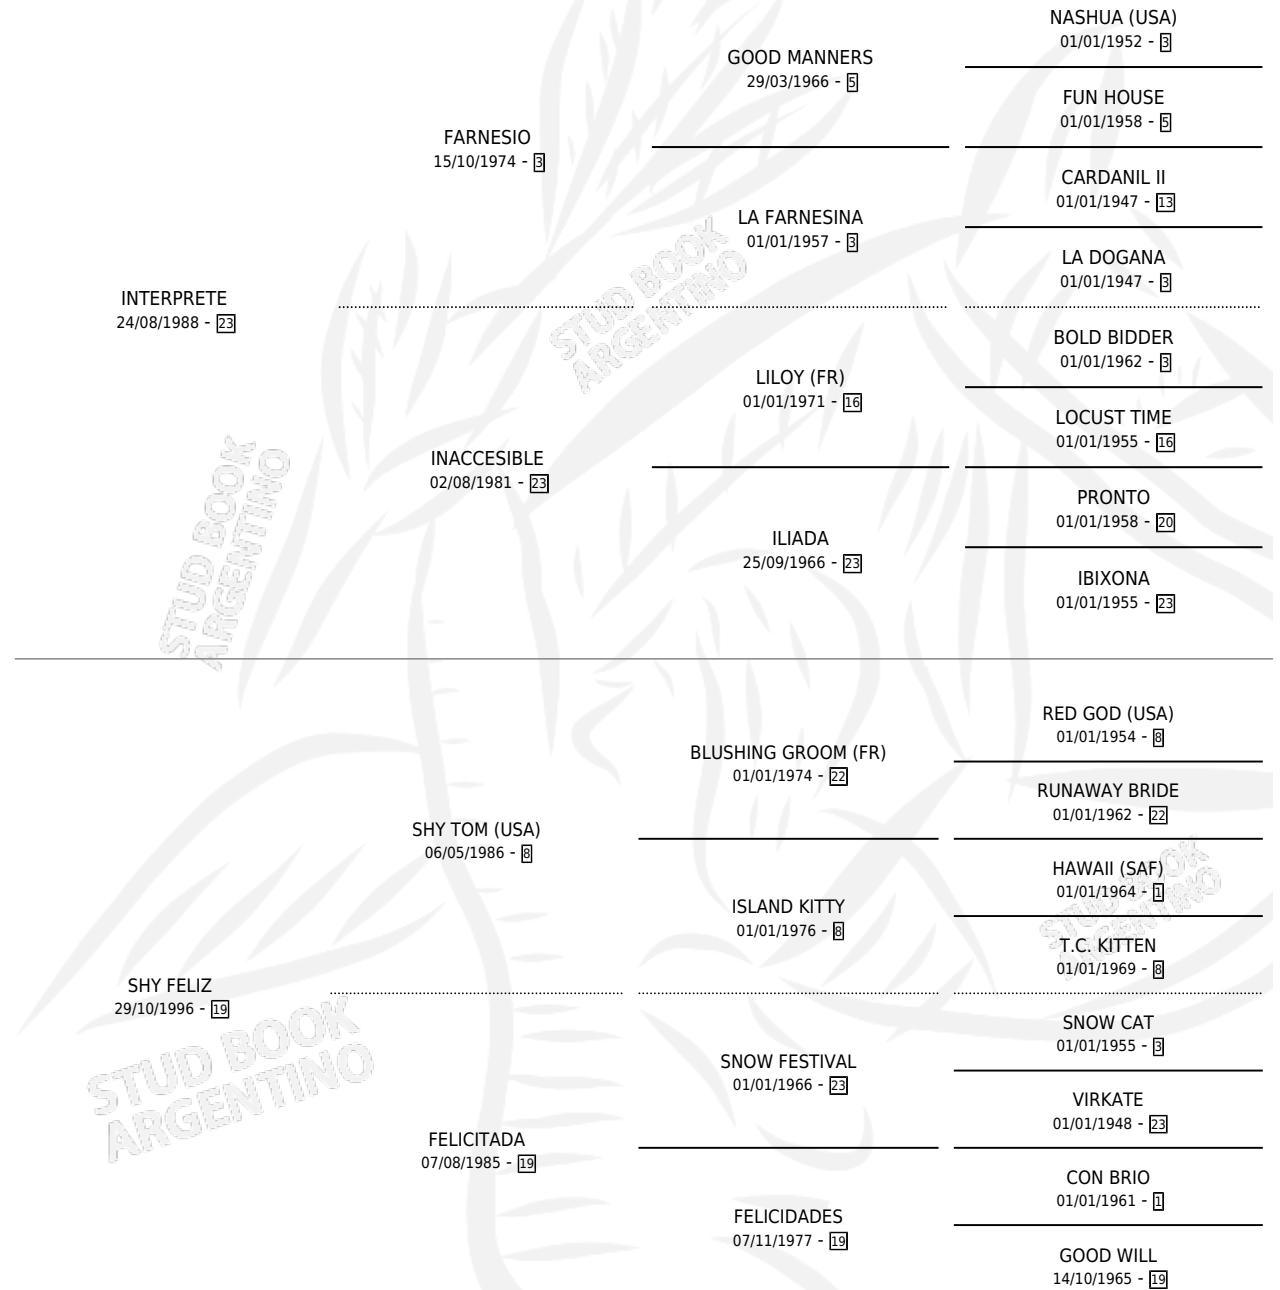 NASHUA (USA)
01/01/1952 - 3
GOOD MANNERS
29/03/1966 - 5
FUN HOUSE
01/01/1958 - 5
FARNESIO
15/10/1974 - 3
CARDANIL II
01/01/1947 - 13
LA FARNESINA
01/01/1957 - 3
LA DOGANA
01/01/1947 - 3
INTERPRETE
24/08/1988 - 23
BOLD BIDDER
01/01/1962 - 3
LILOY (FR)
01/01/1971 - 16
LOCUST TIME
01/01/1955 - 16
INACCESIBLE
02/08/1981 - 23
PRONTO
01/01/1958 - 20
ILIADA
25/09/1966 - 23
IBIXONA
01/01/1955 - 23
RED GOD (USA)
01/01/1954 - 8
BLUSHING GROOM (FR)
01/01/1974 - 22
RUNAWAY BRIDE
01/01/1962 - 22
SHY TOM (USA)
06/05/1986 - 8
HAWAII (SAF)
01/01/1964 - 1
ISLAND KITTY
01/01/1976 - 8
T.C. KITTEN
01/01/1969 - 8
SHY FELIZ
29/10/1996 - 19
SNOW CAT
01/01/1955 - 3
SNOW FESTIVAL
01/01/1966 - 23
VIRKATE
01/01/1948 - 23
FELICITADA
07/08/1985 - 19
CON BRIO
01/01/1961 - 1
FELICIDADES
07/11/1977 - 19
GOOD WILL
14/10/1965 - 19
STUD BOOK
ARGENTINO
STUD BOOK
ARGENTINO
STUD BOOK
ARGENTINO
STUD BOOK
ARGENTINO